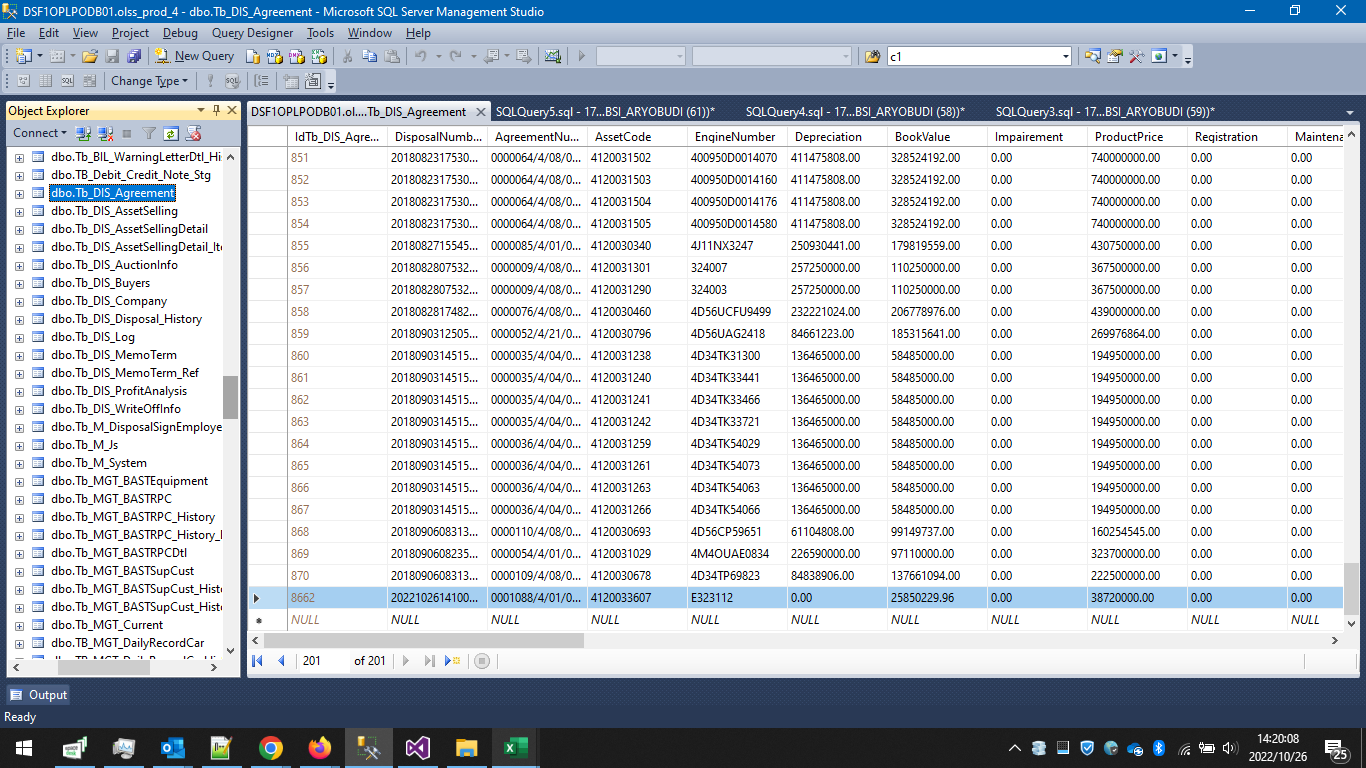 DSF1OPLPODB01.olss_prod_4 - dbo.Tb_DIS_Agreement - Microsoft SQL Server Management Studio
File Edit View Project Debug Query Designer Tools Window Help
New Query c1
Change Type
Object Explorer
Connect
dbo.Tb_BIL_WarningLetterDtl_Hi
dbo.TB_Debit_Credit_Note_Stg
dbo.Tb_DIS_Agreement
dbo.Tb_DIS_AssetSelling
dbo.Tb_DIS_AssetSellingDetail
dbo.Tb_DIS_AssetSellingDetail_Ite
dbo.Tb_DIS_AuctionInfo
dbo.Tb_DIS_Buyers
dbo.Tb_DIS_Company
dbo.Tb_DIS_Disposal_History
dbo.Tb_DIS_Log
dbo.Tb_DIS_MemoTerm
dbo.Tb_DIS_MemoTerm_Ref
dbo.Tb_DIS_ProfitAnalysis
dbo.Tb_DIS_WriteOffInfo
dbo.Tb_M_DisposalSignEmploye
dbo.Tb_M_Js
dbo.Tb_M_System
dbo.Tb_MGT_BASTEquipment
dbo.Tb_MGT_BASTRPC
dbo.Tb_MGT_BASTRPC_History
dbo.Tb_MGT_BASTRPC_History_
dbo.Tb_MGT_BASTRPCDtl
dbo.Tb_MGT_BASTSupCust
dbo.Tb_MGT_BASTSupCust_Hist
dbo.Tb_MGT_BASTSupCust_Hist
dbo.Tb_MGT_Current
dbo.Tb_MGT_DailyRecordCar
DSF1OPLPODB01.ol....Tb_DIS_Agreement SQLQuery5.sql - 17...BSI_ARYOBUDI (61))* SQLQuery4.sql - 17...BSI_ARYOBUDI (58))* SQLQuery3.sql - 17...BSI_ARYOBUDI (59))*
IdTb_DIS_Agre... DisposalNumb... AgreementNu... AssetCode EngineNumber Depreciation BookValue Impairement ProductPrice Registration Maintena
851 2018082317530... 0000064/4/08/0... 4120031502 400950D0014070 411475808.00 328524192.00 0.00 740000000.00 0.00 0.00
852 2018082317530... 0000064/4/08/0... 4120031503 400950D0014160 411475808.00 328524192.00 0.00 740000000.00 0.00 0.00
853 2018082317530... 0000064/4/08/0... 4120031504 400950D0014176 411475808.00 328524192.00 0.00 740000000.00 0.00 0.00
854 2018082317530... 0000064/4/08/0... 4120031505 400950D0014580 411475808.00 328524192.00 0.00 740000000.00 0.00 0.00
855 2018082715545... 0000085/4/01/0... 4120030340 4J11NX3247 250930441.00 179819559.00 0.00 430750000.00 0.00 0.00
856 2018082807532... 0000009/4/08/0... 4120031301 324007 257250000.00 110250000.00 0.00 367500000.00 0.00 0.00
857 2018082807532... 0000009/4/08/0... 4120031290 324003 257250000.00 110250000.00 0.00 367500000.00 0.00 0.00
858 2018082817482... 0000076/4/08/0... 4120030460 4D56UCFU9499 232221024.00 206778976.00 0.00 439000000.00 0.00 0.00
859 2018090312505... 0000052/4/21/0... 4120030796 4D56UAG2418 84661223.00 185315641.00 0.00 269976864.00 0.00 0.00
860 2018090314515... 0000035/4/04/0... 4120031238 4D34TK31300 136465000.00 58485000.00 0.00 194950000.00 0.00 0.00
861 2018090314515... 0000035/4/04/0... 4120031240 4D34TK33441 136465000.00 58485000.00 0.00 194950000.00 0.00 0.00
862 2018090314515... 0000035/4/04/0... 4120031241 4D34TK33466 136465000.00 58485000.00 0.00 194950000.00 0.00 0.00
863 2018090314515... 0000035/4/04/0... 4120031242 4D34TK33721 136465000.00 58485000.00 0.00 194950000.00 0.00 0.00
864 2018090314515... 0000036/4/04/0... 4120031259 4D34TK54029 136465000.00 58485000.00 0.00 194950000.00 0.00 0.00
865 2018090314515... 0000036/4/04/0... 4120031261 4D34TK54073 136465000.00 58485000.00 0.00 194950000.00 0.00 0.00
866 2018090314515... 0000036/4/04/0... 4120031263 4D34TK54063 136465000.00 58485000.00 0.00 194950000.00 0.00 0.00
867 2018090314515... 0000036/4/04/0... 4120031266 4D34TK54066 136465000.00 58485000.00 0.00 194950000.00 0.00 0.00
868 2018090608313... 0000110/4/08/0... 4120030693 4D56CP59651 61104808.00 99149737.00 0.00 160254545.00 0.00 0.00
869 2018090608235... 0000054/4/01/0... 4120031029 4M4OUAE0834 226590000.00 97110000.00 0.00 323700000.00 0.00 0.00
870 2018090608313... 0000109/4/08/0... 4120030678 4D34TP69823 84838906.00 137661094.00 0.00 222500000.00 0.00 0.00
8662 2022102614100... 0001088/4/01/0... 4120033607 E323112 0.00 25850229.96 0.00 38720000.00 0.00 0.00
NULL NULL NULL NULL NULL NULL NULL NULL NULL NULL NULL
201 of 201
Output
Ready
14:20:08
2022/10/26
25